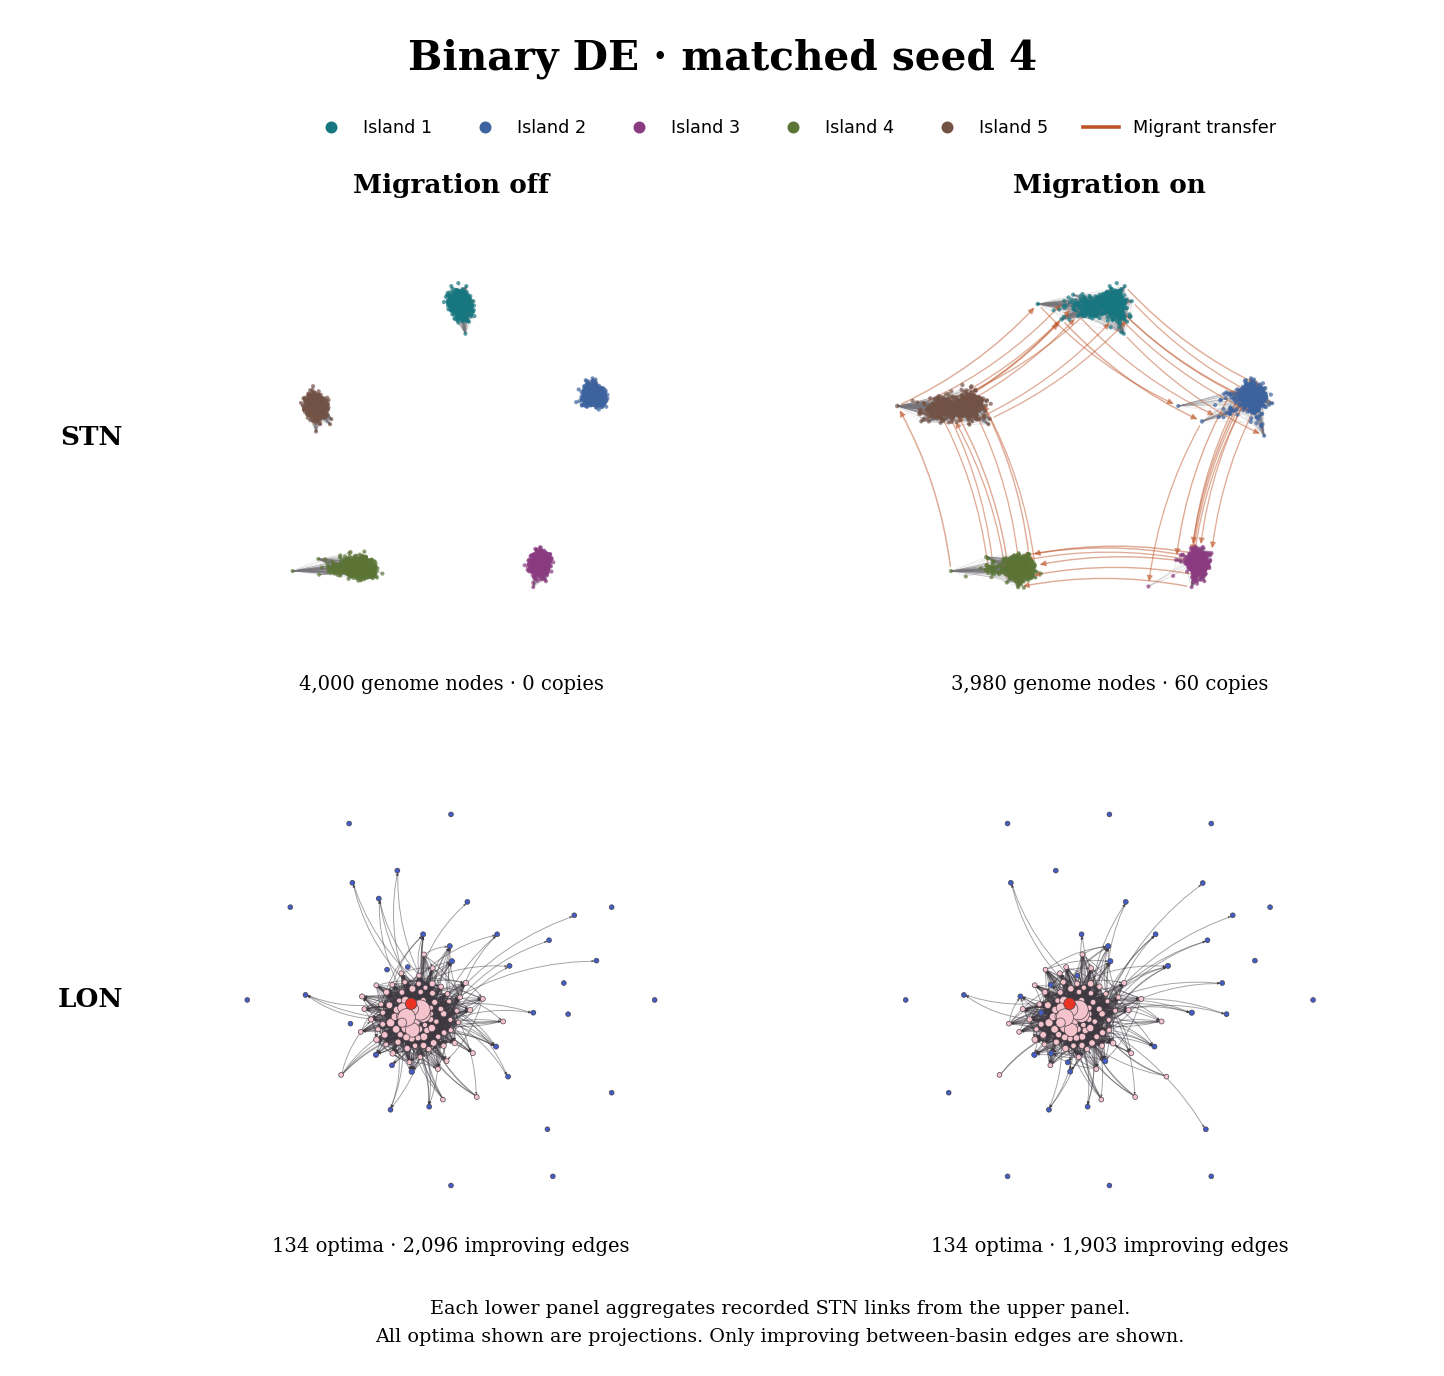 Binary DE · matched seed 4
Island 1
Island 2
Island 3
Island 4
Island 5
Migrant transfer
Migration off
Migration on
STN
4,000 genome nodes · 0 copies
3,980 genome nodes · 60 copies
LON
134 optima · 2,096 improving edges
134 optima · 1,903 improving edges
Each lower panel aggregates recorded STN links from the upper panel.
All optima shown are projections. Only improving between-basin edges are shown.